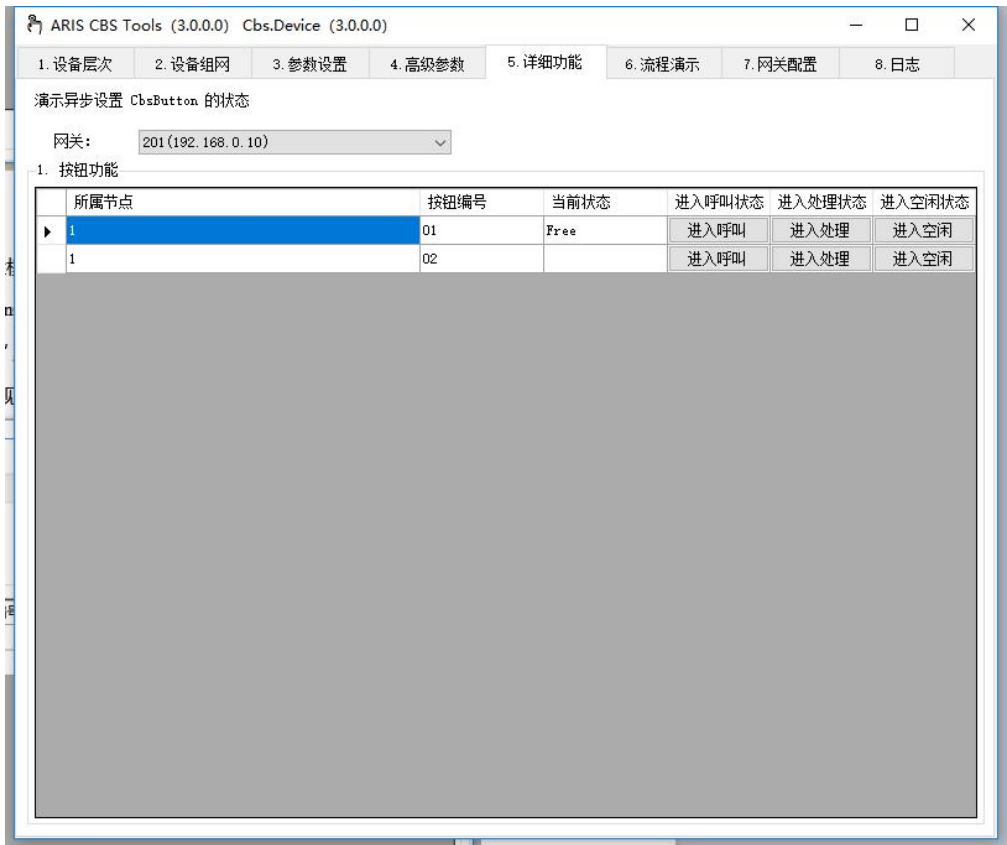 ARIS CBS Tools (3.0.0.0) Cbs.Device (3.0.0.0)
1.设备层次 2.设备组网 3.参数设置 4.高级参数 5.详细功能 6.流程演示 7.网关配置 8.日志
演示异步设置 CbsButton 的状态
网关: 201(192.168.0.10)
1. 按钮功能
所属节点 按钮编号 当前状态 进入呼叫状态 进入处理状态 进入空闲状态
1 01 Free 进入呼叫 进入处理 进入空闲
1 02 进入呼叫 进入处理 进入空闲